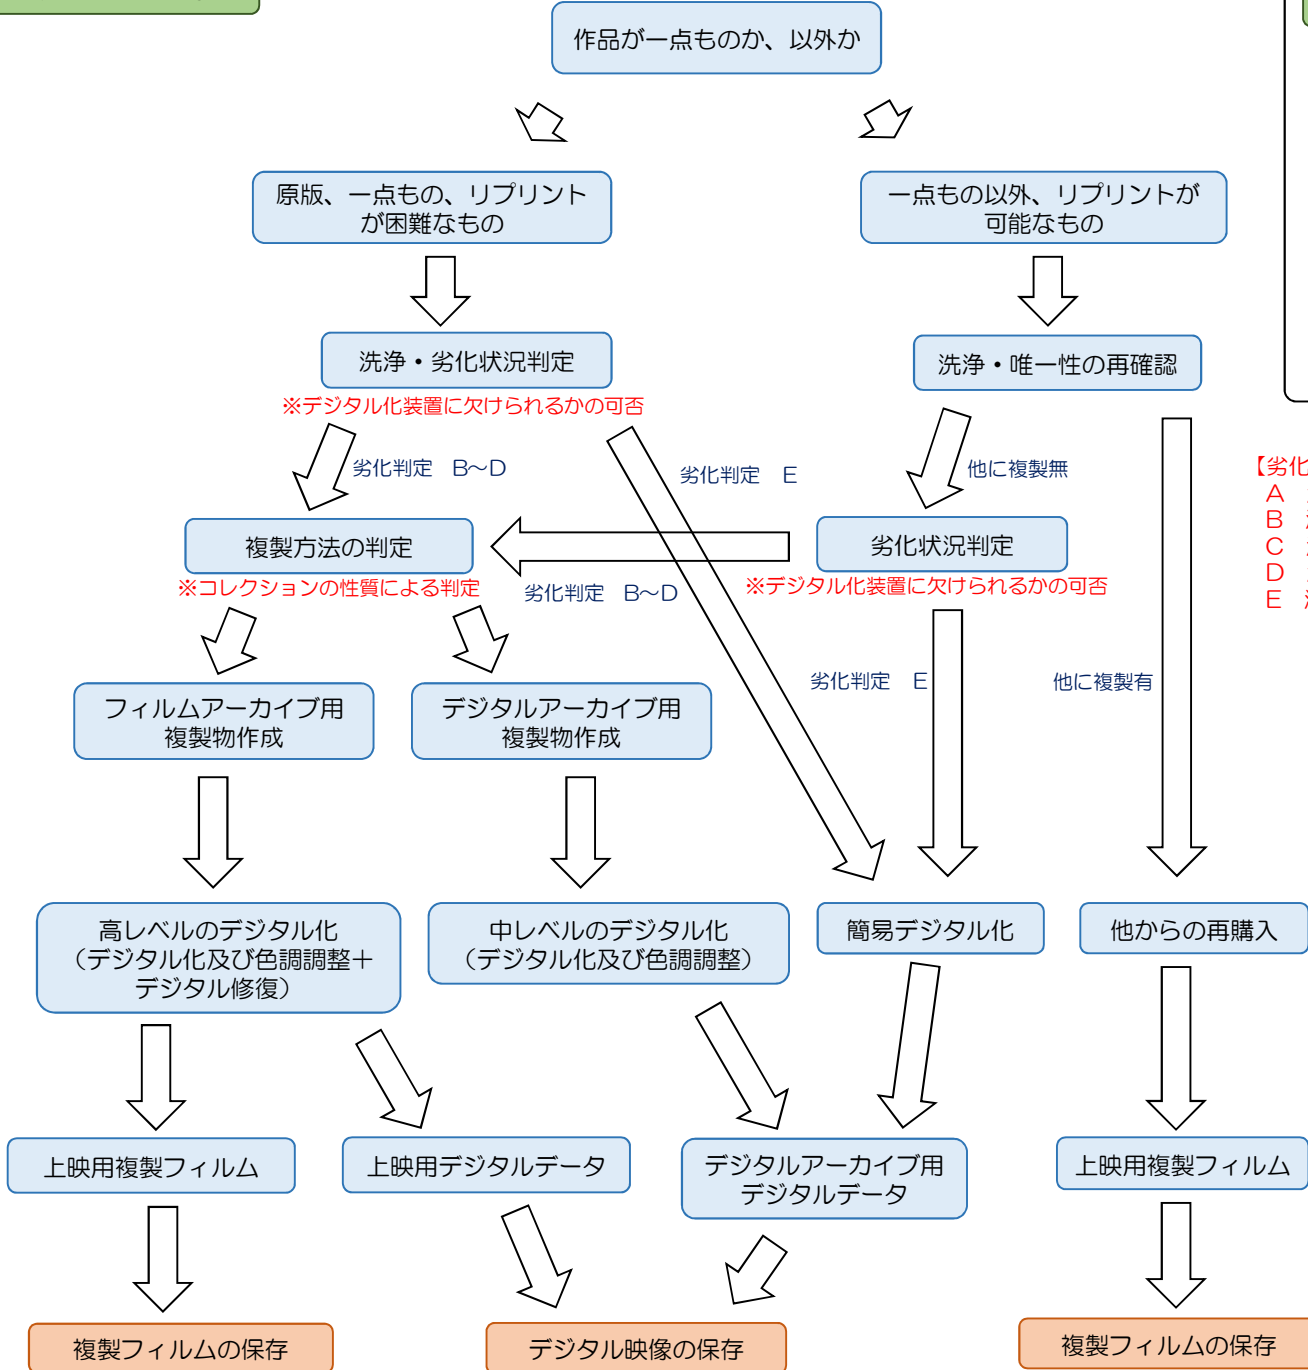 作品が一点ものか、以外か
原版、一点もの、リプリント
が困難なもの
一点もの以外、リプリントが
可能なもの
洗浄・劣化状況判定
※デジタル化装置に欠けられるかの可否
洗浄・唯一性の再確認
劣化判定 B~D
劣化判定 E
他に複製無
【劣化
A
B
C
D
E
複製方法の判定
※コレクションの性質による判定
劣化判定 B~D
劣化状況判定
※デジタル化装置に欠けられるかの可否
劣化判定 E
他に複製有
フィルムアーカイブ用
複製物作成
デジタルアーカイブ用
複製物作成
高レベルのデジタル化
(デジタル化及び色調調整+
デジタル修復)
中レベルのデジタル化
(デジタル化及び色調調整)
簡易デジタル化
他からの再購入
上映用複製フィルム
上映用デジタルデータ
デジタルアーカイブ用
デジタルデータ
上映用複製フィルム
複製フィルムの保存
デジタル映像の保存
複製フィルムの保存